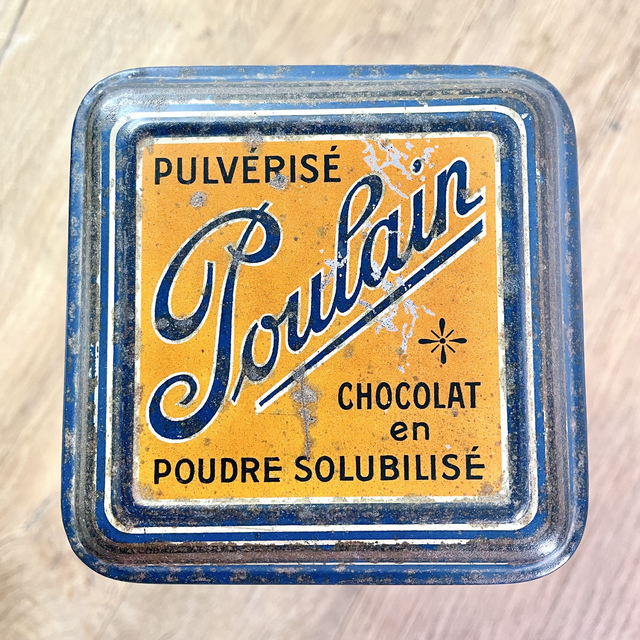 PULVÉRISÉ
Poulain
CHOCOLAT
en
POUDRE SOLUBILISÉ